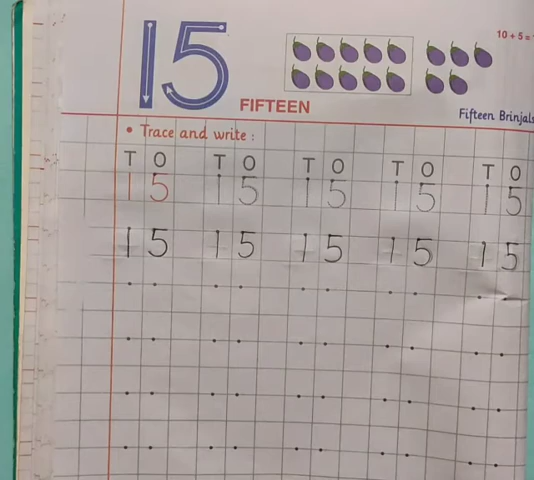 15
10 + 5 =
FIFTEEN
Fifteen Brinjals
• Trace and write :
T O T O T O T O T O
15 15 15 15 15
15 15 15 15 15